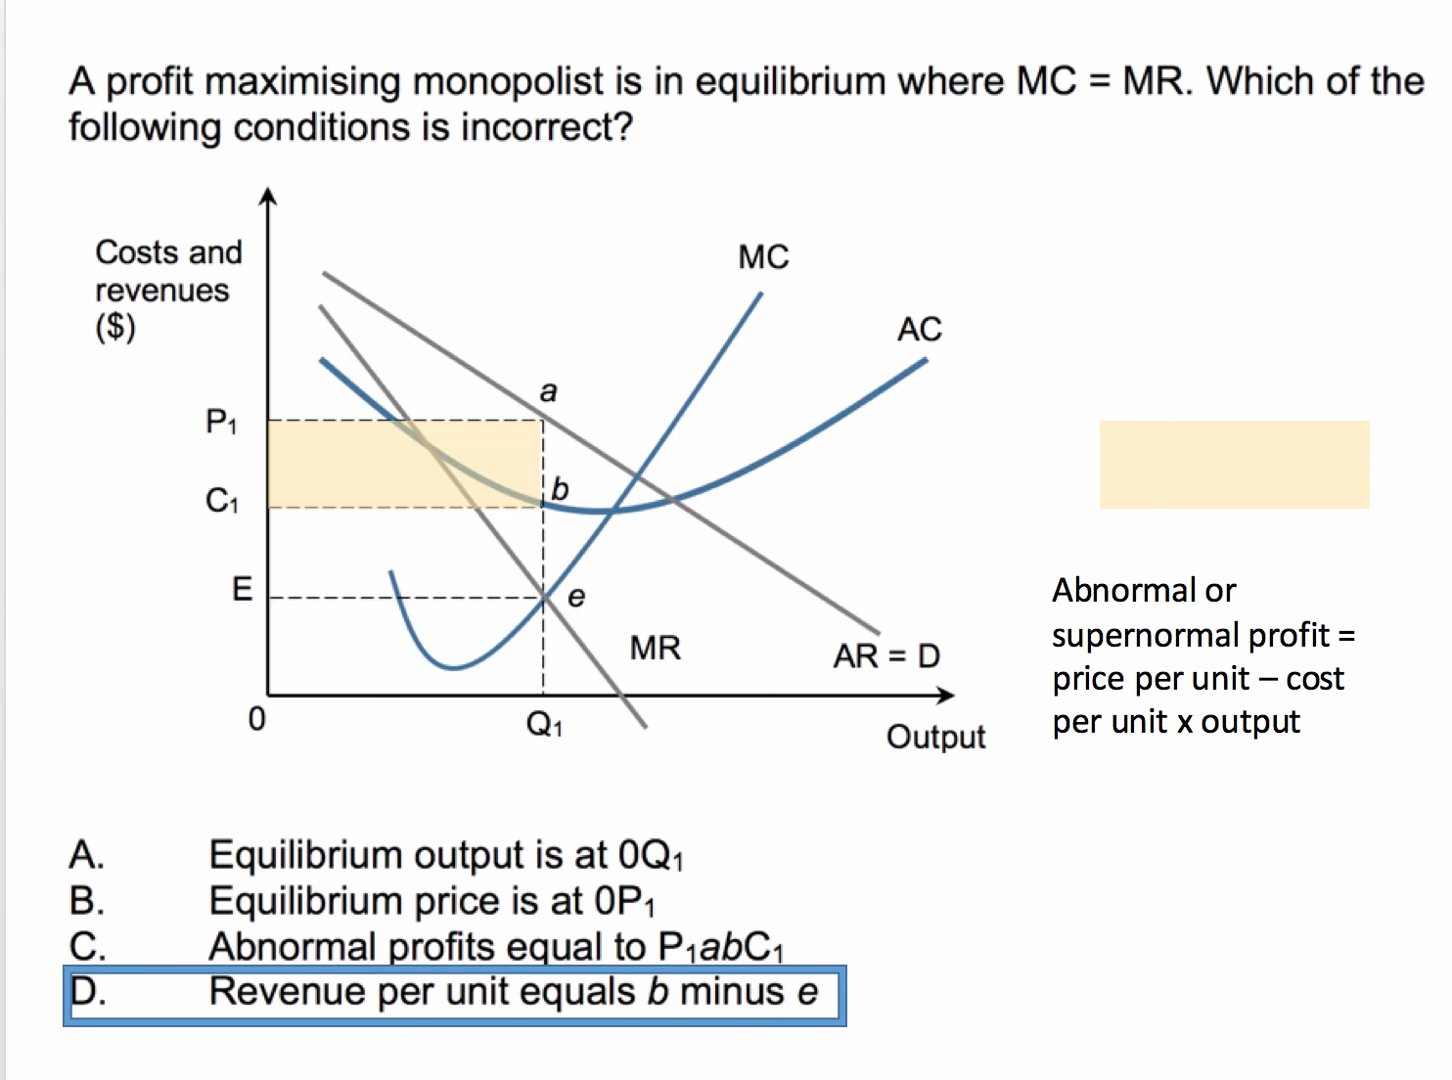 A profit maximising monopolist is in equilibrium where MC = MR. Which of the
following conditions is incorrect?
Costs and
revenues
($)
MC
AC
a
P1
b
C1
E
e
MR
AR = D
0
Q1
Output
Abnormal or
supernormal profit =
price per unit – cost
per unit x output
A. Equilibrium output is at 0Q1
B. Equilibrium price is at 0P1
C. Abnormal profits equal to P1abC1
D. Revenue per unit equals b minus e